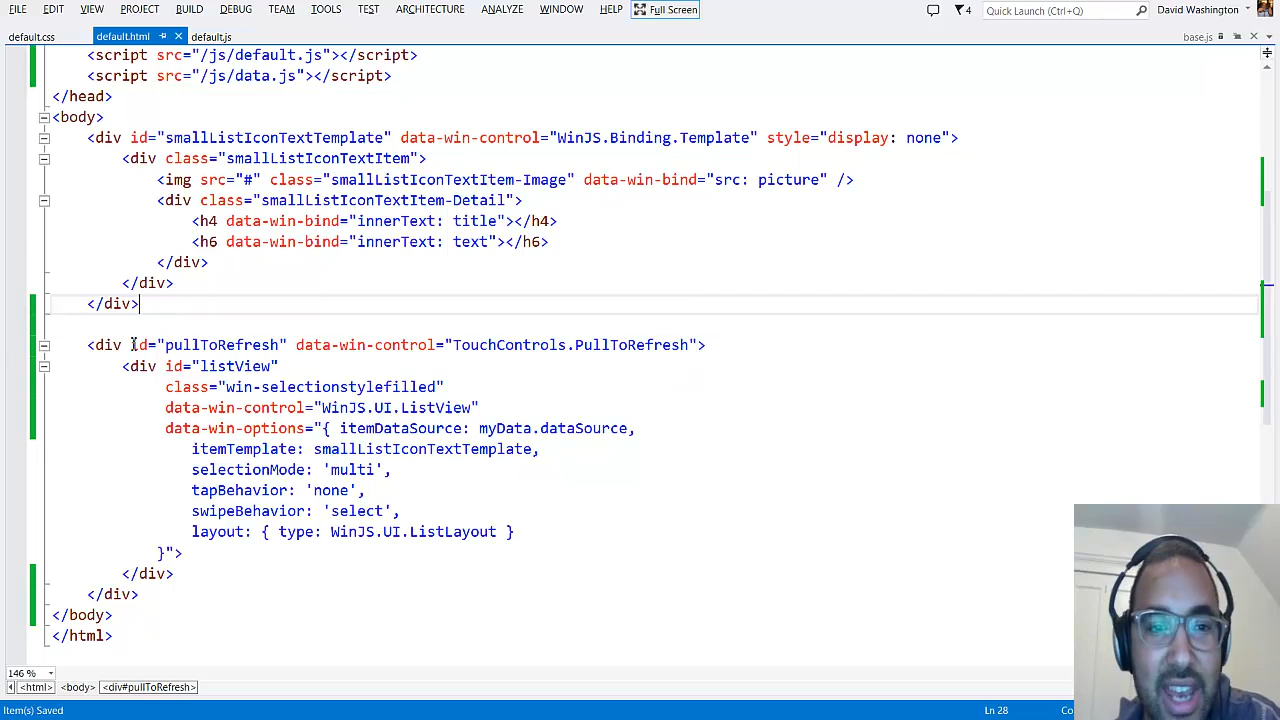 FILE EDIT VIEW PROJECT BUILD DEBUG TEAM TOOLS TEST ARCHITECTURE ANALYZE WINDOW HELP Full Screen 4 Quick Launch (Ctrl+Q) David Washington
default.css default.html default.js base.js
<script src="/js/default.js"></script>
<script src="/js/data.js"></script>
</head>
<body>
<div id="smallListIconTextTemplate" data-win-control="WinJS.Binding.Template" style="display: none">
<div class="smallListIconTextItem">
<img src="#" class="smallListIconTextItem-Image" data-win-bind="src: picture" />
<div class="smallListIconTextItem-Detail">
<h4 data-win-bind="innerText: title"></h4>
<h6 data-win-bind="innerText: text"></h6>
</div>
</div>
</div>
<div id="pullToRefresh" data-win-control="TouchControls.PullToRefresh">
<div id="listView"
class="win-selectionstylefilled"
data-win-control="WinJS.UI.ListView"
data-win-options="{ itemDataSource: myData.dataSource,
itemTemplate: smallListIconTextTemplate,
selectionMode: 'multi',
tapBehavior: 'none',
swipeBehavior: 'select',
layout: { type: WinJS.UI.ListLayout }
}">
</div>
</div>
</body>
</html>
146 %
<html> <body> <div#pullToRefresh>
Item(s) Saved Ln 28